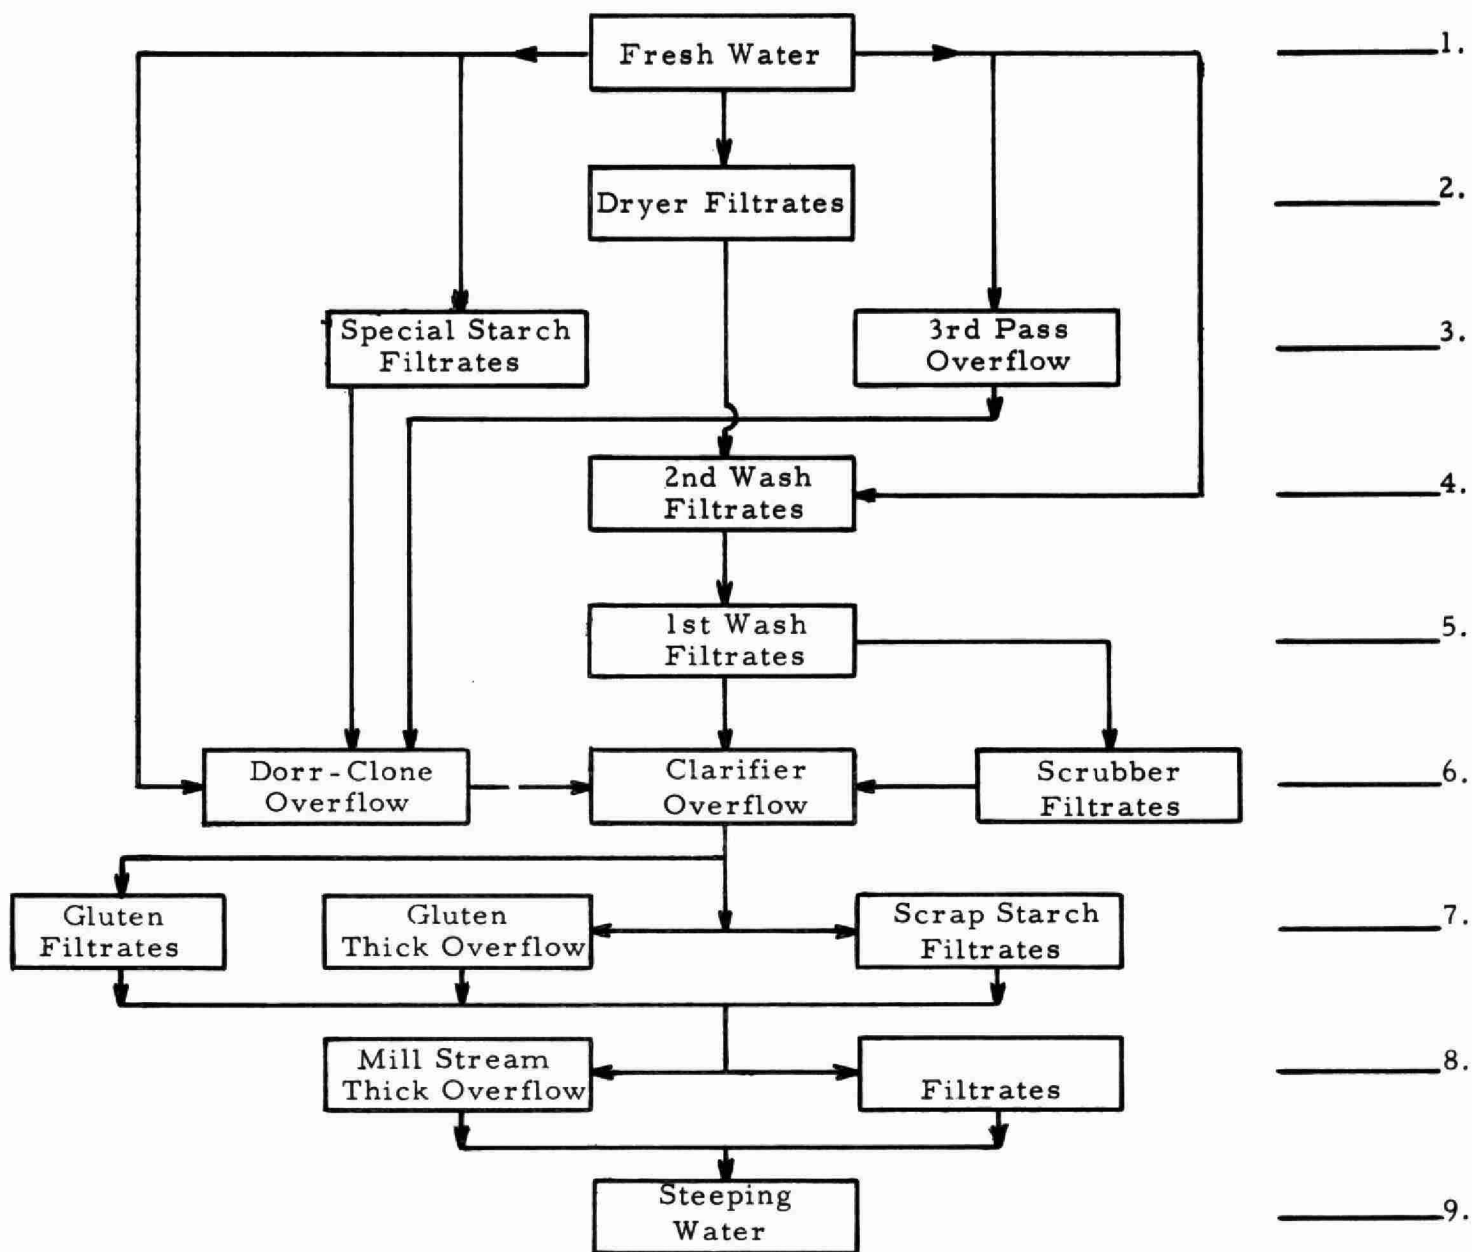 Fresh Water
1.
Dryer Filtrates
2.
Special Starch
Filtrates
3rd Pass
Overflow
3.
2nd Wash
Filtrates
4.
1st Wash
Filtrates
5.
Dorr-Clone
Overflow
Clarifier
Overflow
Scrubber
Filtrates
6.
Gluten
Filtrates
Gluten
Thick Overflow
Scrap Starch
Filtrates
7.
Mill Stream
Thick Overflow
Filtrates
8.
Steeping
Water
9.